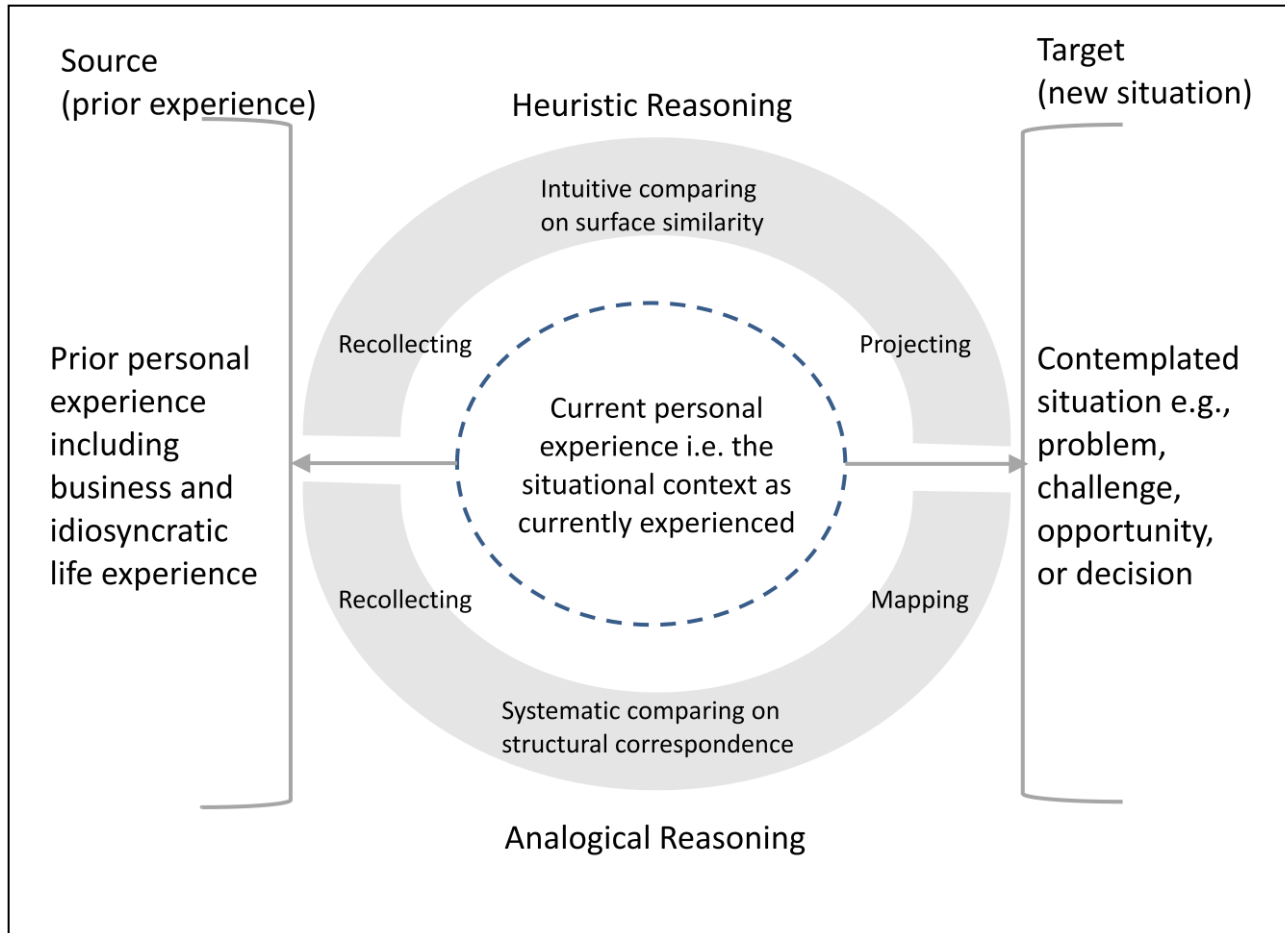 Source
(prior experience)
Target
(new situation)
Heuristic Reasoning
Intuitive comparing
on surface similarity
Recollecting
Projecting
Prior personal
experience
including
business and
idiosyncratic
life experience
Current personal
experience i.e. the
situational context as
currently experienced
Contemplated
situation e.g.,
problem,
challenge,
opportunity,
or decision
Recollecting
Mapping
Systematic comparing on
structural correspondence
Analogical Reasoning